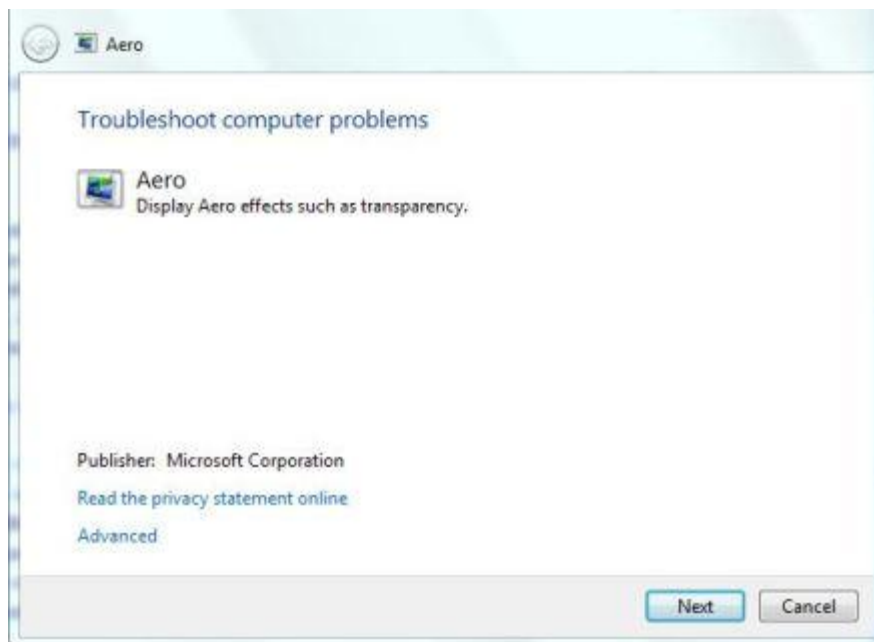 Aero
Troubleshoot computer problems
Aero
Display Aero effects such as transparency.
Publisher: Microsoft Corporation
Read the privacy statement online
Advanced
Next Cancel